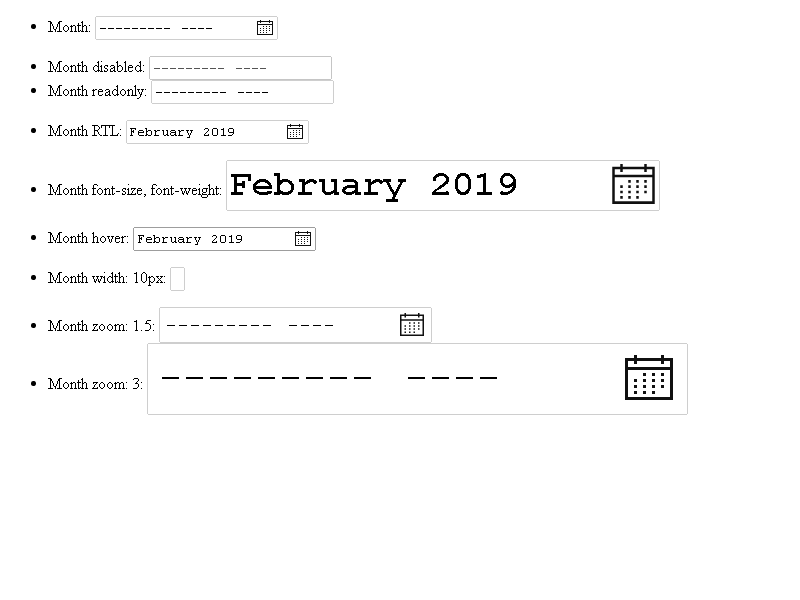 Month: --------- ----
Month disabled: --------- ----
Month readonly: --------- ----
Month RTL: February 2019
Month font-size, font-weight: February 2019
Month hover: February 2019
Month width: 10px:
Month zoom: 1.5: --------- ----
Month zoom: 3: --------- ----